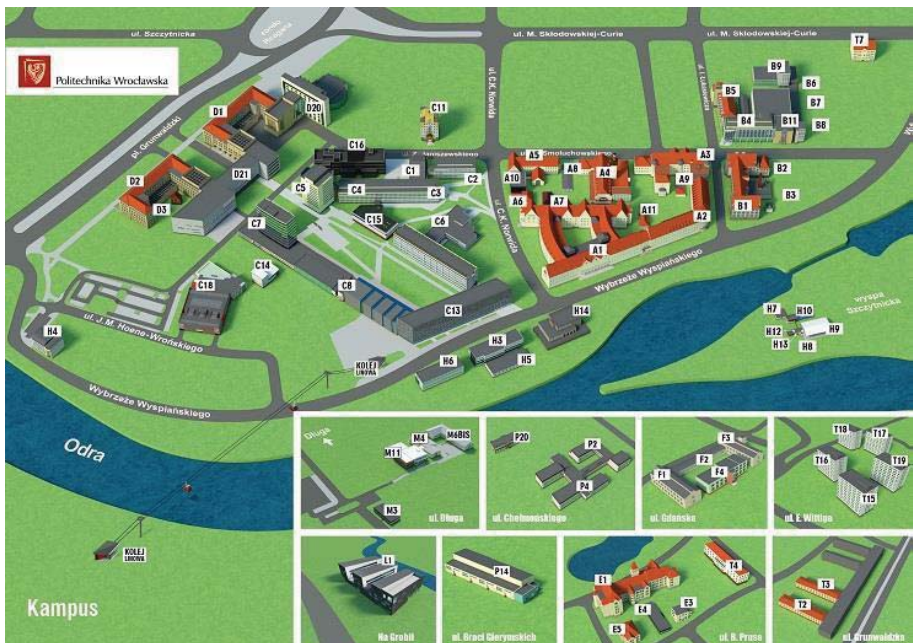 ul. Szczytnicka
rondo
Reagana
ul. M. Skłodowskiej-Curie
ul. M. Skłodowskiej-Curie
T7
Politechnika Wrocławska
pl. Grunwaldzki
ul. C.K. Norwida
ul. I. Łukasiewicza
B9
B5
B6
B7
B4
B11
B8
D1
D20
C11
C16
ul. Z. Janiszewskiego
ul. Smoluchowskiego
A5
A3
C1
C2
A8
A4
A10
A9
B2
D2
D21
C5
C4
C3
A6
A7
A11
A2
B1
B3
D3
C7
C15
C6
ul. C.K. Norwida
A1
Wybrzeże Wyspiańskiego
C18
C14
C8
C13
wyspa
Szczytnicka
ul. J. M. Hoene-Wrońskiego
H4
H14
H7
H10
H12
H9
H13
H8
H3
H6
H5
KOLEJ
LINOWA
Wybrzeże Wyspiańskiego
Odra
KOLEJ
LINOWA
Kampus
Długa
M4
M6BIS
M11
M3
ul. Długa
P20
P2
P4
ul. Chełmońskiego
F3
F2
F1
F4
ul. Gdańska
T18
T17
T16
T19
T15
ul. E. Wittiga
L1
Na Grobli
P14
ul. Braci Gierymskich
E1
T4
E4
E3
E5
ul. B. Prusa
T3
T2
ul. Grunwaldzka